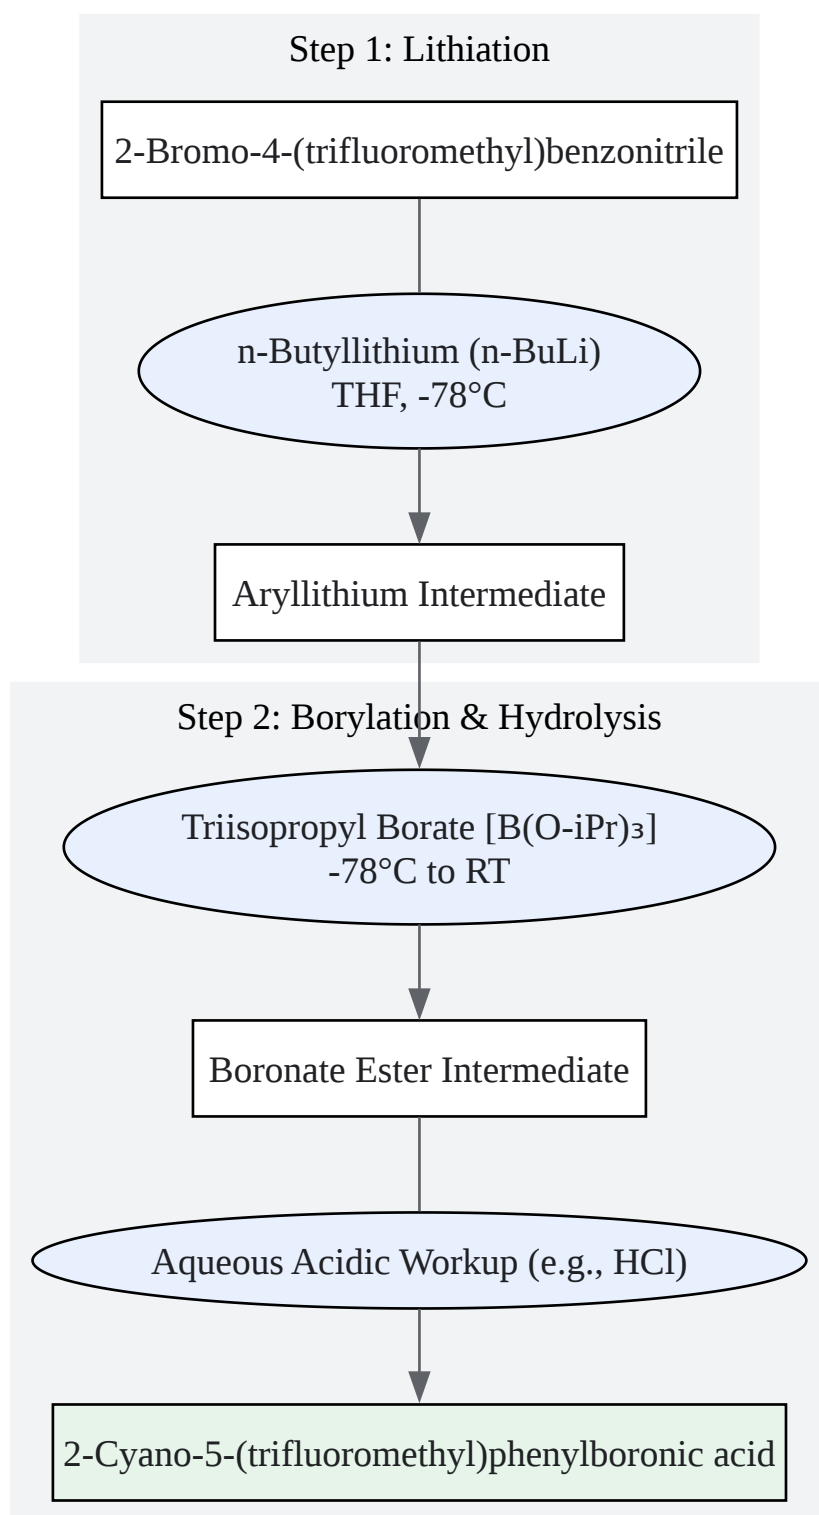 Step 1: Lithiation
2-Bromo-4-(trifluoromethyl)benzonitrile
n-Butyllithium (n-BuLi)
THF, -78°C
Aryllithium Intermediate
Step 2: Borylation & Hydrolysis
Triisopropyl Borate [B(O-iPr)₃]
-78°C to RT
Boronate Ester Intermediate
Aqueous Acidic Workup (e.g., HCl)
2-Cyano-5-(trifluoromethyl)phenylboronic acid